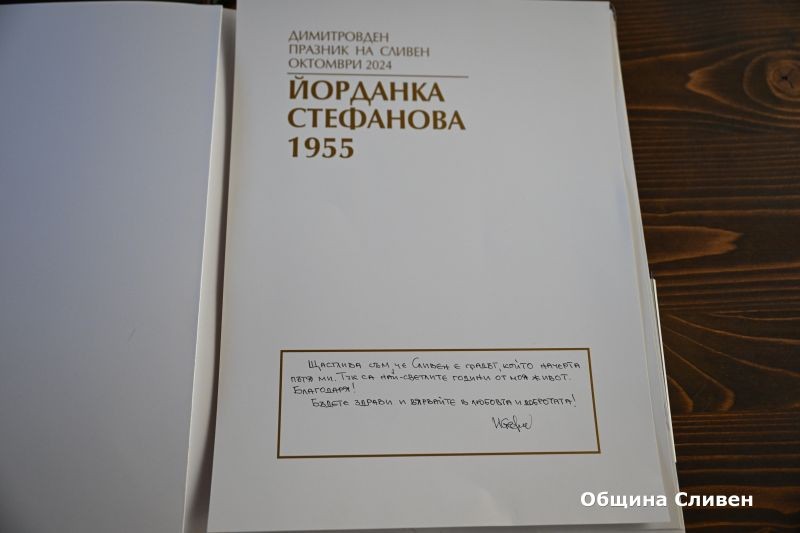 ДИМИТРОВДЕН
ПРАЗНИК НА СЛИВЕН
ОКТОМВРИ 2024
ЙОРДАНКА
СТЕФАНОВА
1955
Щастлива съм, че Сливен е градът, който начерта
пътя ми. Тук са най-светлите години от моя живот.
Благодаря!
Бъдете здрави и вярвайте в любовта и добротата!
Община Сливен